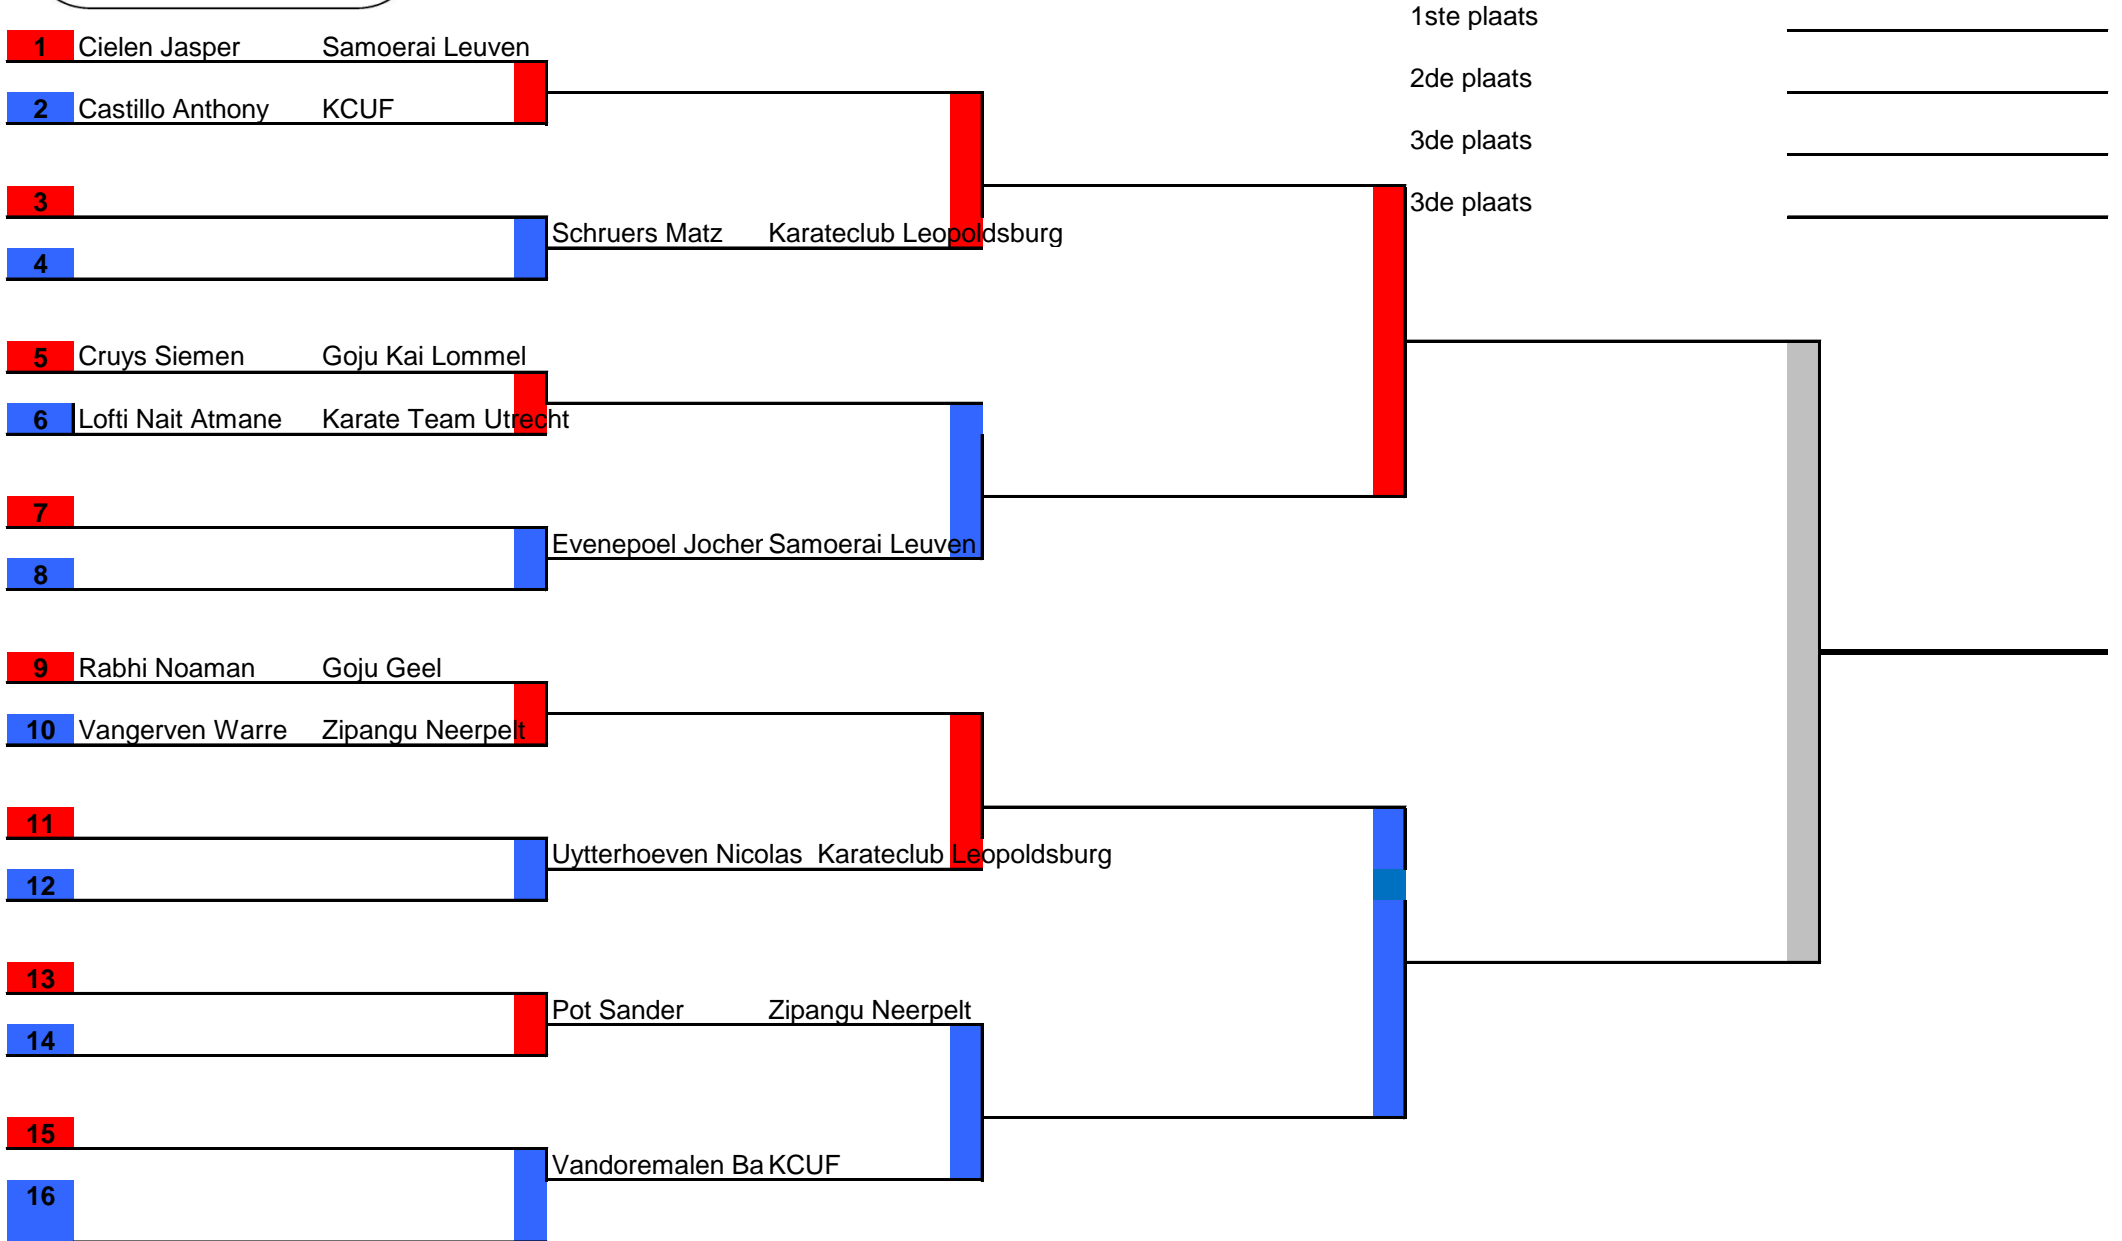 1ste plaats
1 Cielen Jasper Samoerai Leuven
2de plaats
2 Castillo Anthony KCUF
3de plaats
3
3de plaats
Schruers Matz Karateclub Leopoldsburg
4
5 Cruys Siemen Goju Kai Lommel
6 Lofti Nait Atmane Karate Team Utrecht
7
Evenepoel Jocher Samoerai Leuven
8
9 Rabhi Noaman Goju Geel
10 Vangerven Warre Zipangu Neerpelt
11
Uytterhoeven Nicolas Karateclub Leopoldsburg
12
13
Pot Sander Zipangu Neerpelt
14
15
Vandoremalen Ba KCUF
16